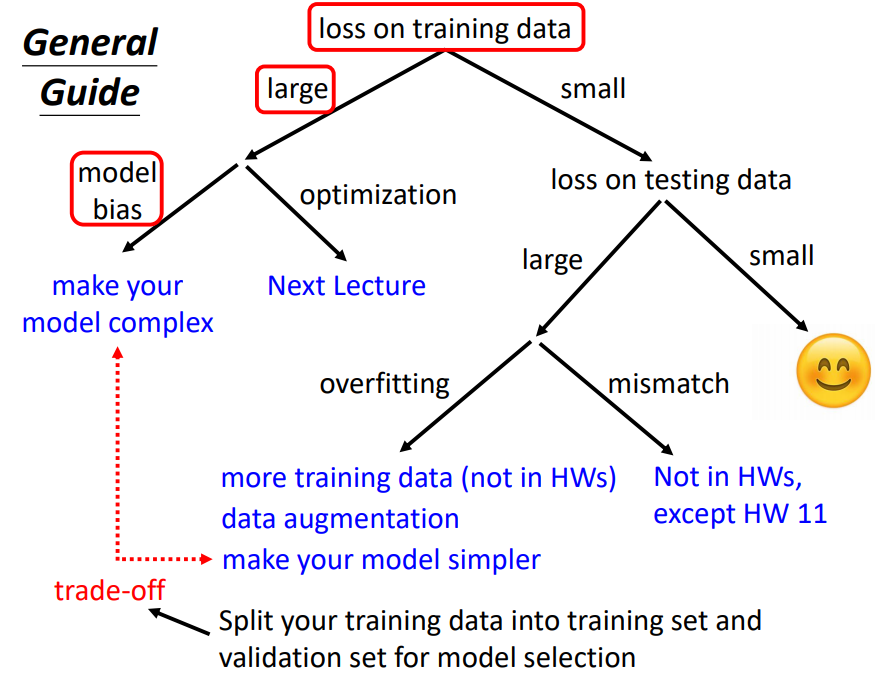 General
Guide
loss on training data
large
small
model
bias
optimization
loss on testing data
make your
model complex
Next Lecture
large
small
overfitting
mismatch
more training data (not in HWs)
data augmentation
make your model simpler
Not in HWs,
except HW 11
trade-off
Split your training data into training set and
validation set for model selection